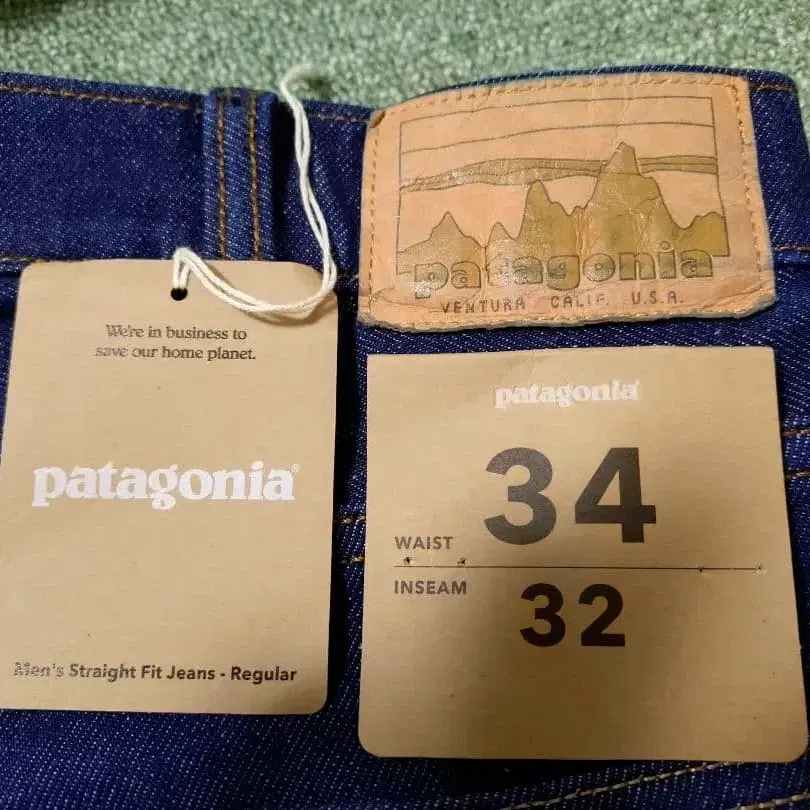 patagonia
VENTURA CALIF. U.S.A.
We're in business to
save our home planet.
patagonia®
Men's Straight Fit Jeans - Regular
patagonia
WAIST 34
INSEAM 32